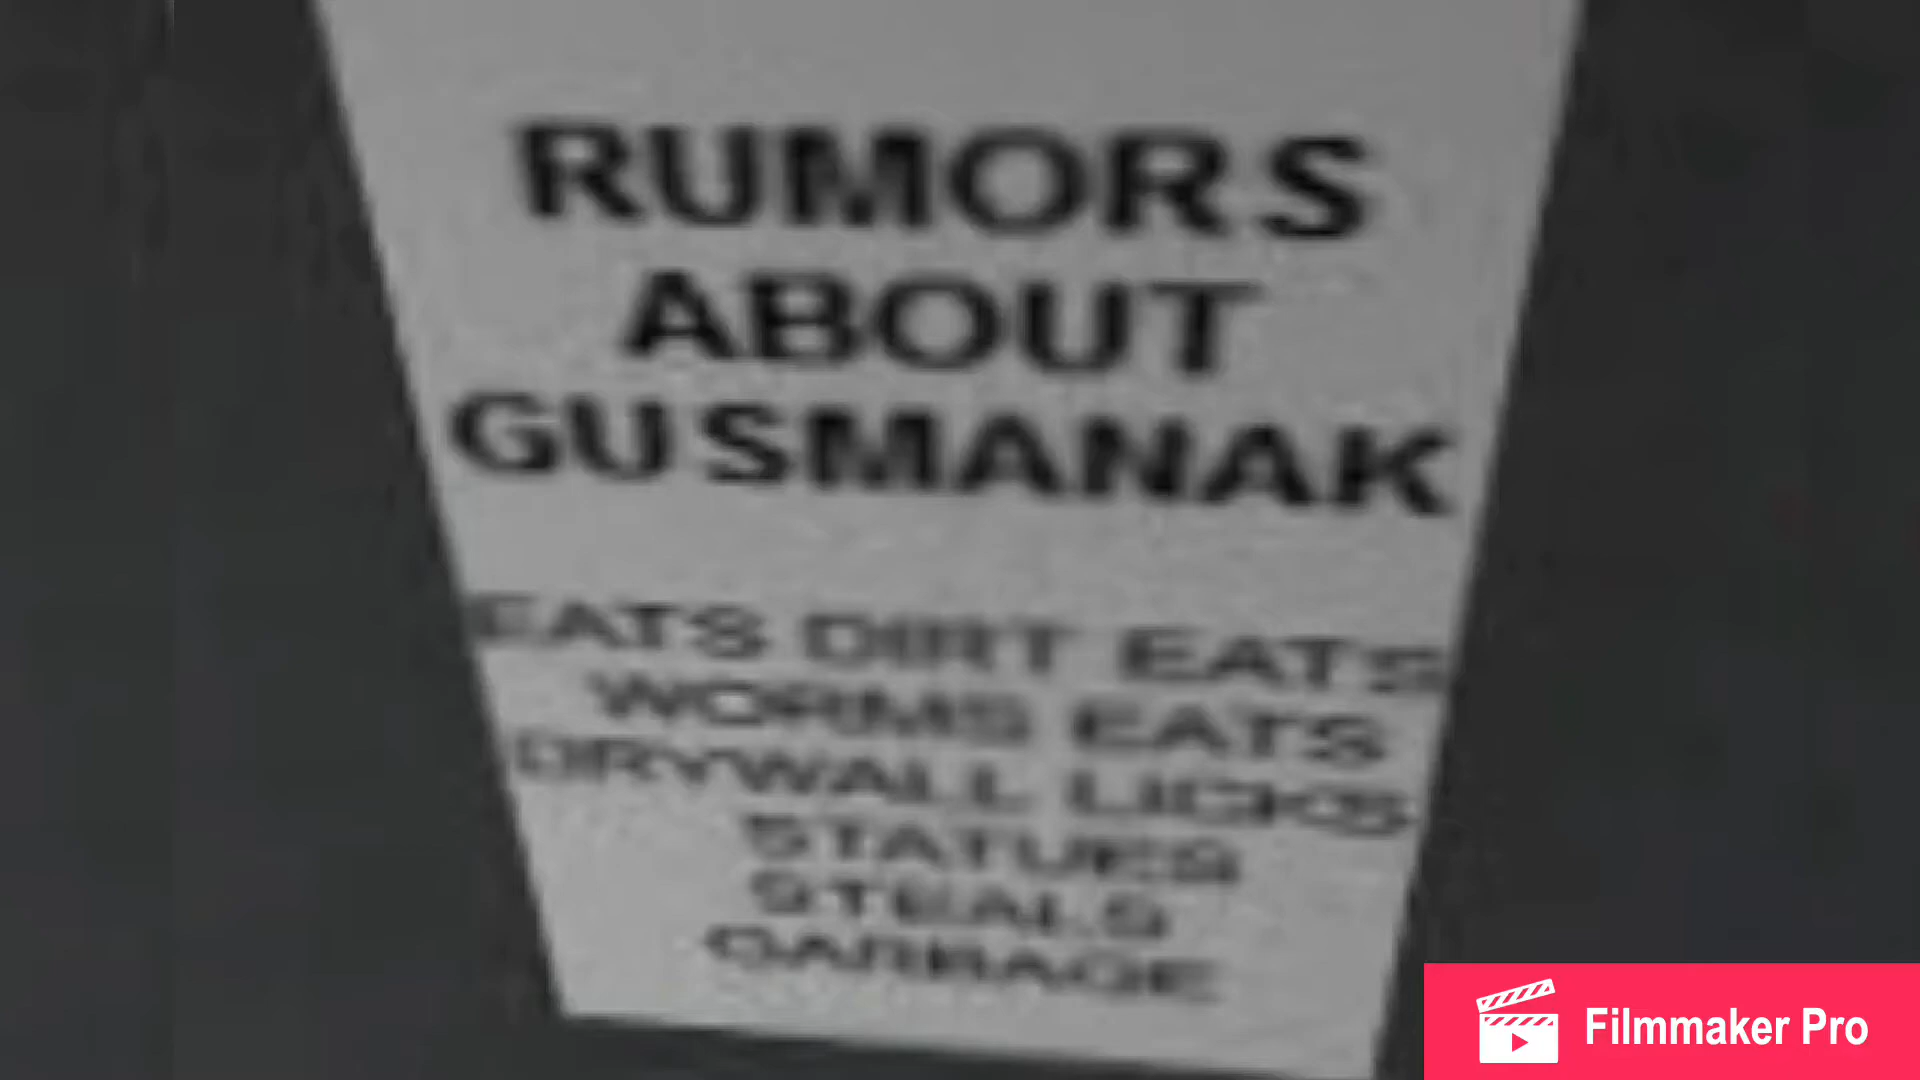 RUMORS
ABOUT
GUSMANAK
EATS DIRT EATS
WORMS EATS
DRYWALL LICKS
STATUES
STEALS
GARBAGE
Filmmaker Pro